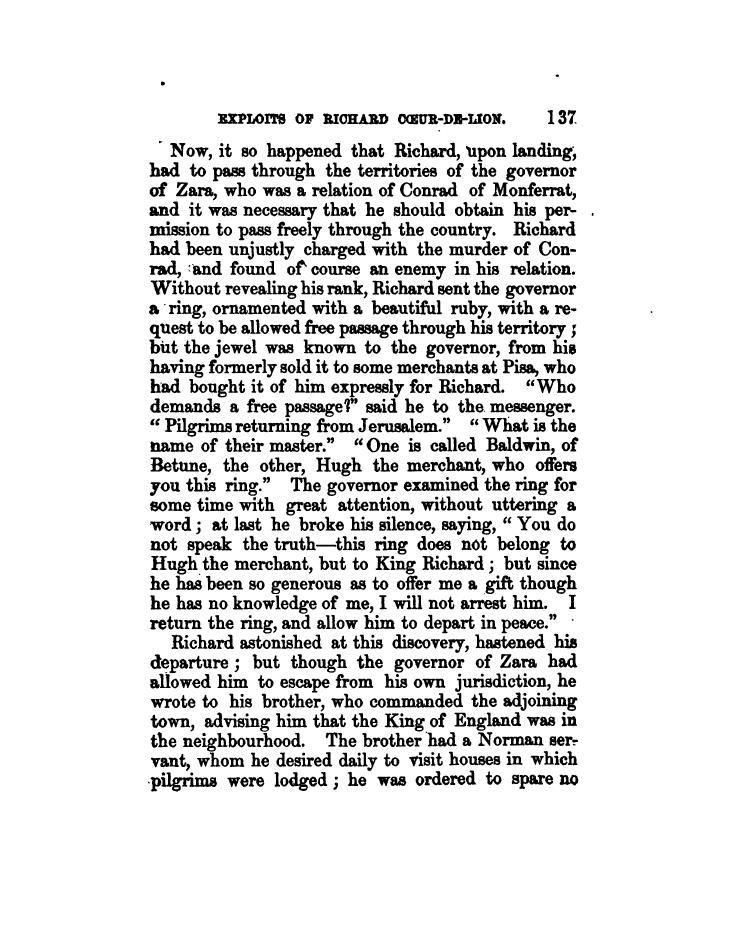 EXPLOITS OF RICHARD CŒUR-DE-LION. 137
Now, it so happened that Richard, upon landing,
had to pass through the territories of the governor
of Zara, who was a relation of Conrad of Monferrat,
and it was necessary that he should obtain his per-
mission to pass freely through the country. Richard
had been unjustly charged with the murder of Con-
rad, and found of course an enemy in his relation.
Without revealing his rank, Richard sent the governor
a ring, ornamented with a beautiful ruby, with a re-
quest to be allowed free passage through his territory ;
but the jewel was known to the governor, from his
having formerly sold it to some merchants at Pisa, who
had bought it of him expressly for Richard. "Who
demands a free passage?" said he to the messenger.
" Pilgrims returning from Jerusalem." " What is the
name of their master." "One is called Baldwin, of
Betune, the other, Hugh the merchant, who offers
you this ring." The governor examined the ring for
some time with great attention, without uttering a
word ; at last he broke his silence, saying, " You do
not speak the truth—this ring does not belong to
Hugh the merchant, but to King Richard ; but since
he has been so generous as to offer me a gift though
he has no knowledge of me, I will not arrest him. I
return the ring, and allow him to depart in peace."
Richard astonished at this discovery, hastened his
departure ; but though the governor of Zara had
allowed him to escape from his own jurisdiction, he
wrote to his brother, who commanded the adjoining
town, advising him that the King of England was in
the neighbourhood. The brother had a Norman ser-
vant, whom he desired daily to visit houses in which
pilgrims were lodged ; he was ordered to spare no